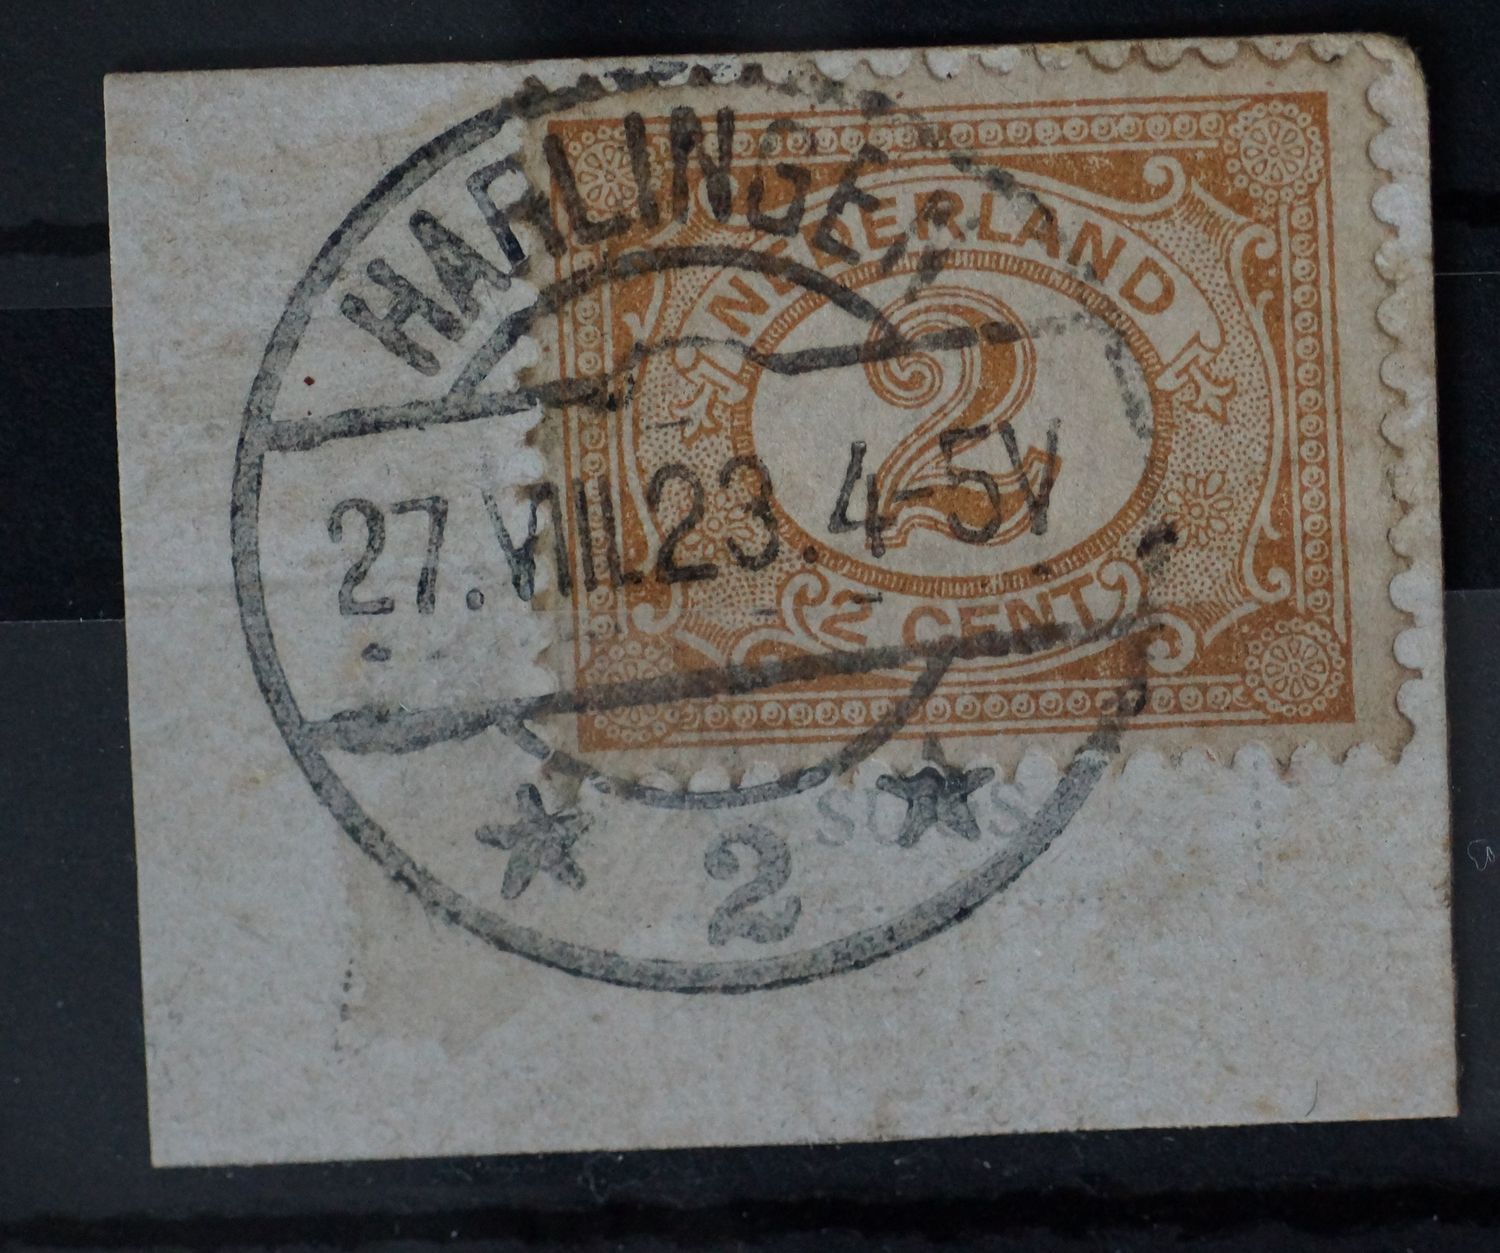 HARLINGEN
NEDERLAND
2
27.VIII.23.4-5V
2 CENT
2